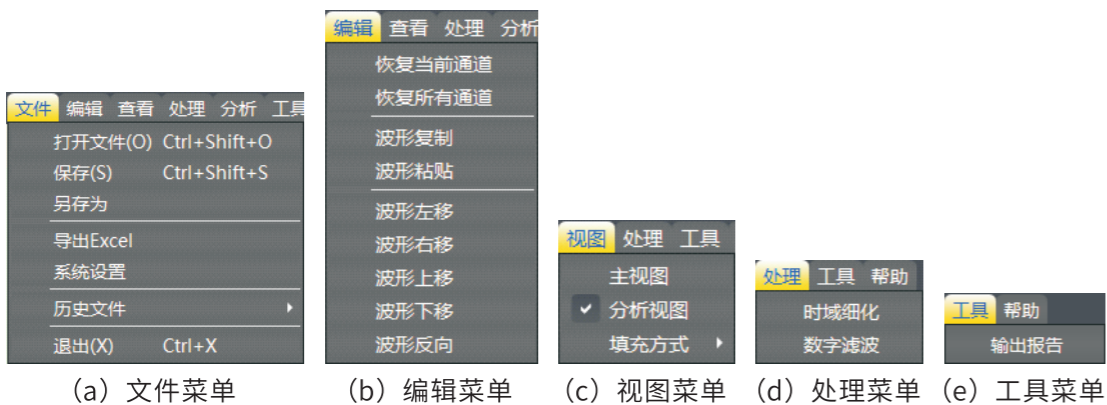 文件 编辑 查看 处理 分析 工具
打开文件(O) Ctrl+Shift+O
保存(S) Ctrl+Shift+S
另存为
导出Excel
系统设置
历史文件
退出(X) Ctrl+X
(a) 文件菜单
编辑 查看 处理 分析
恢复当前通道
恢复所有通道
波形复制
波形粘贴
波形左移
波形右移
波形上移
波形下移
波形反向
(b) 编辑菜单
视图 处理 工具
主视图
分析视图
填充方式
(c) 视图菜单
处理 工具 帮助
时域细化
数字滤波
(d) 处理菜单
工具 帮助
输出报告
(e) 工具菜单